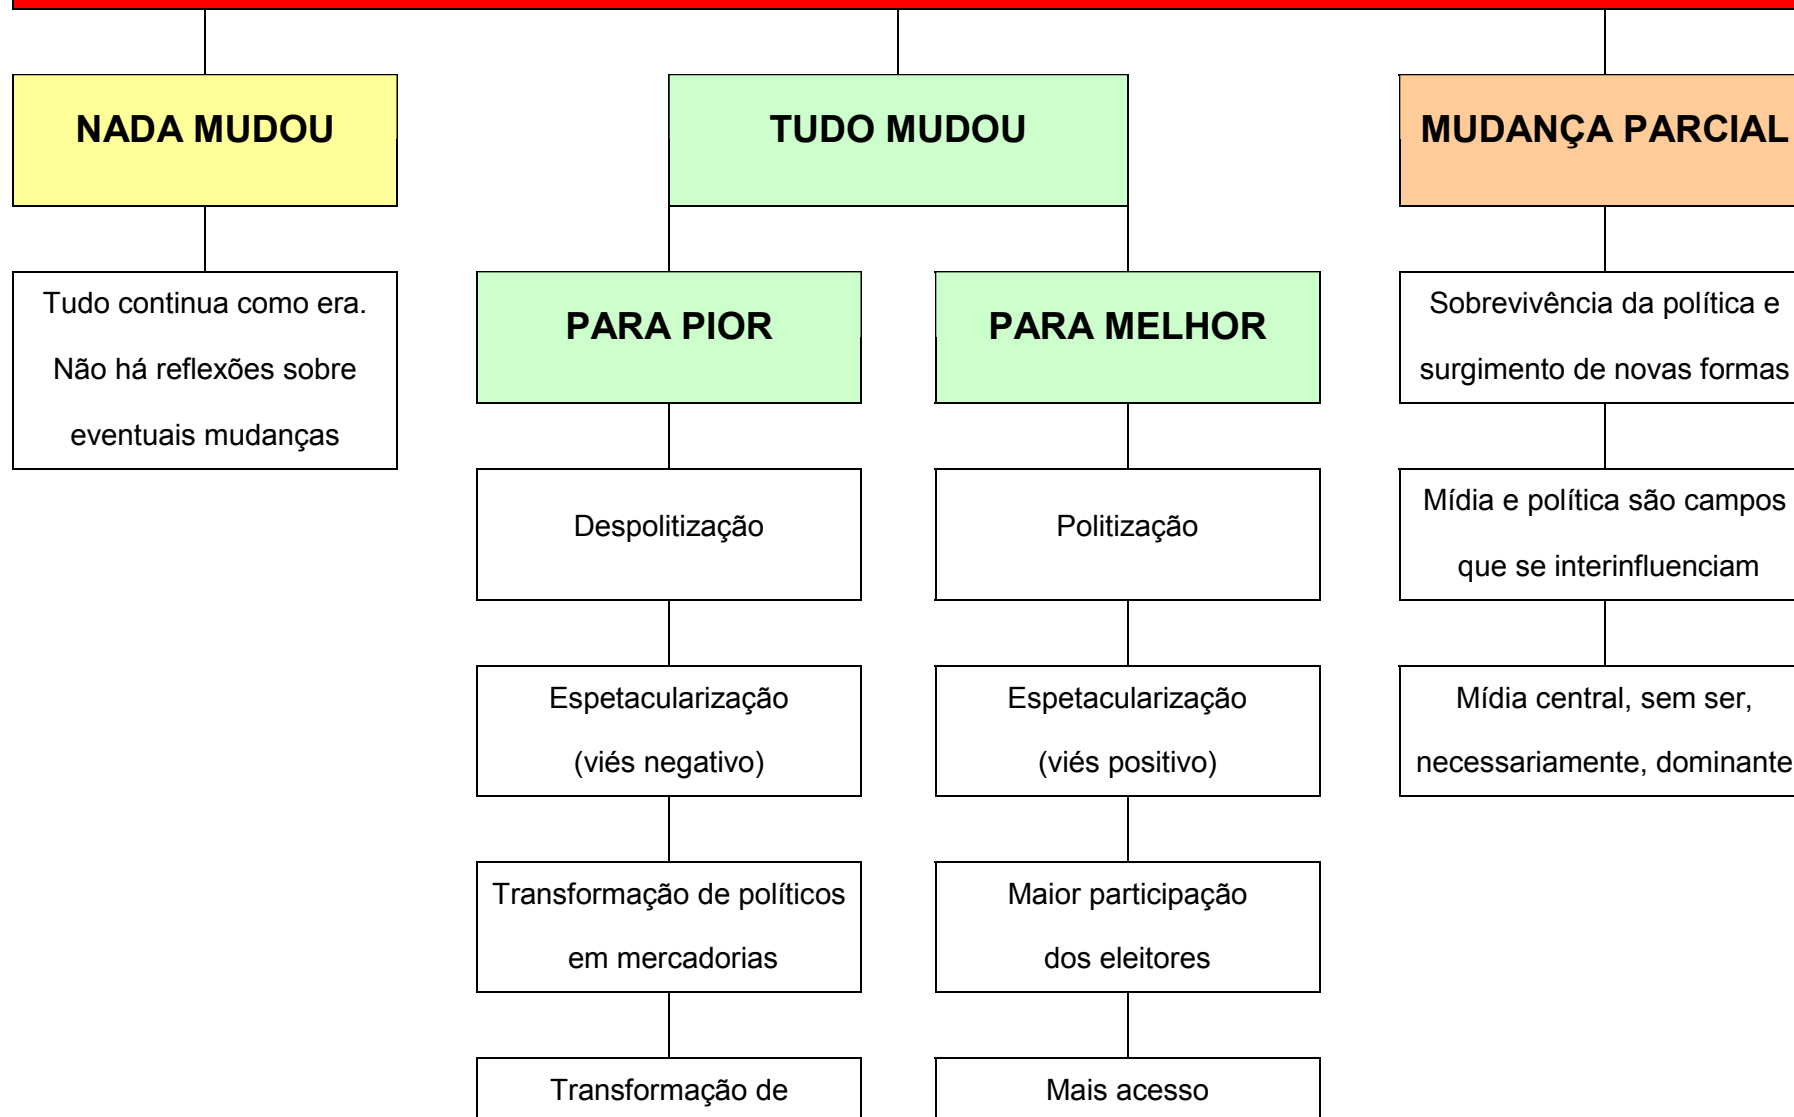 NADA MUDOU
Tudo continua como era.
Não há reflexões sobre
eventuais mudanças
TUDO MUDOU
PARA PIOR
Despolitização
Espetacularização
(viés negativo)
Transformação de políticos
em mercadorias
Transformação de
PARA MELHOR
Politização
Espetacularização
(viés positivo)
Maior participação
dos eleitores
Mais acesso
MUDANÇA PARCIAL
Sobrevivência da política e
surgimento de novas formas
Mídia e política são campos
que se interinfluenciam
Mídia central, sem ser,
necessariamente, dominante